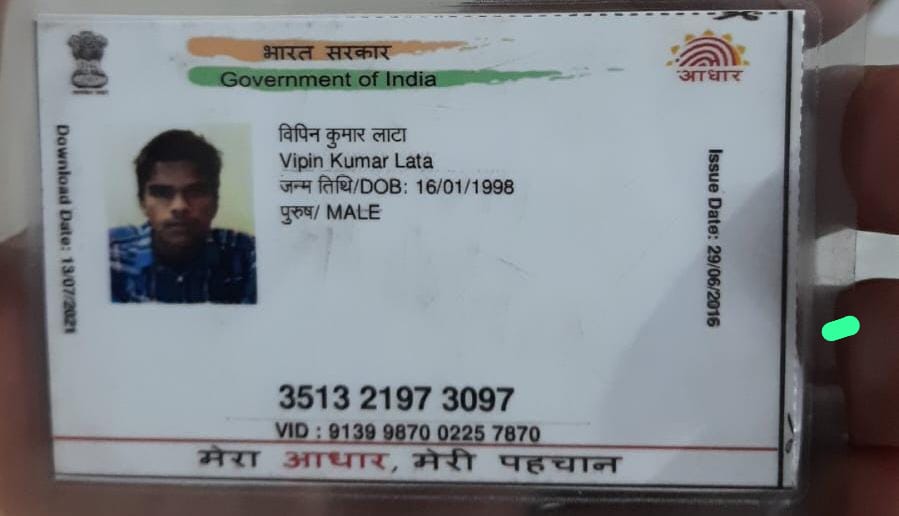 भारत सरकार
Government of India
आधार
Download Date: 13/07/2021
विपिन कुमार लाटा
Vipin Kumar Lata
जन्म तिथि/DOB: 16/01/1998
पुरुष/ MALE
Issue Date: 29/06/2016
3513 2197 3097
VID : 9139 9870 0225 7870
मेरा आधार, मेरी पहचान